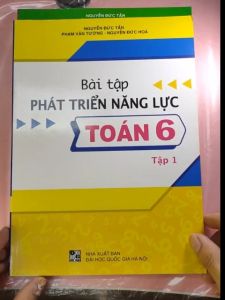 NGUYỄN ĐỨC TẤN
NGUYỄN ĐỨC TẤN
PHẠM VĂN TƯƠNG - NGUYỄN ĐỨC HOÀ
Bài tập
PHÁT TRIỂN NĂNG LỰC
TOÁN 6
Tập 1
NHÀ XUẤT BẢN
ĐẠI HỌC QUỐC GIA HÀ NỘI